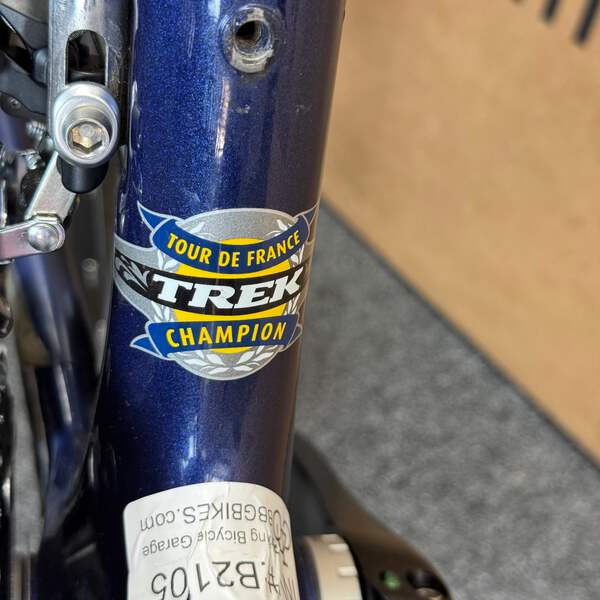 TOUR DE FRANCE
TREK
CHAMPION
BGBIKES.com
Bicycle Garage
B2105